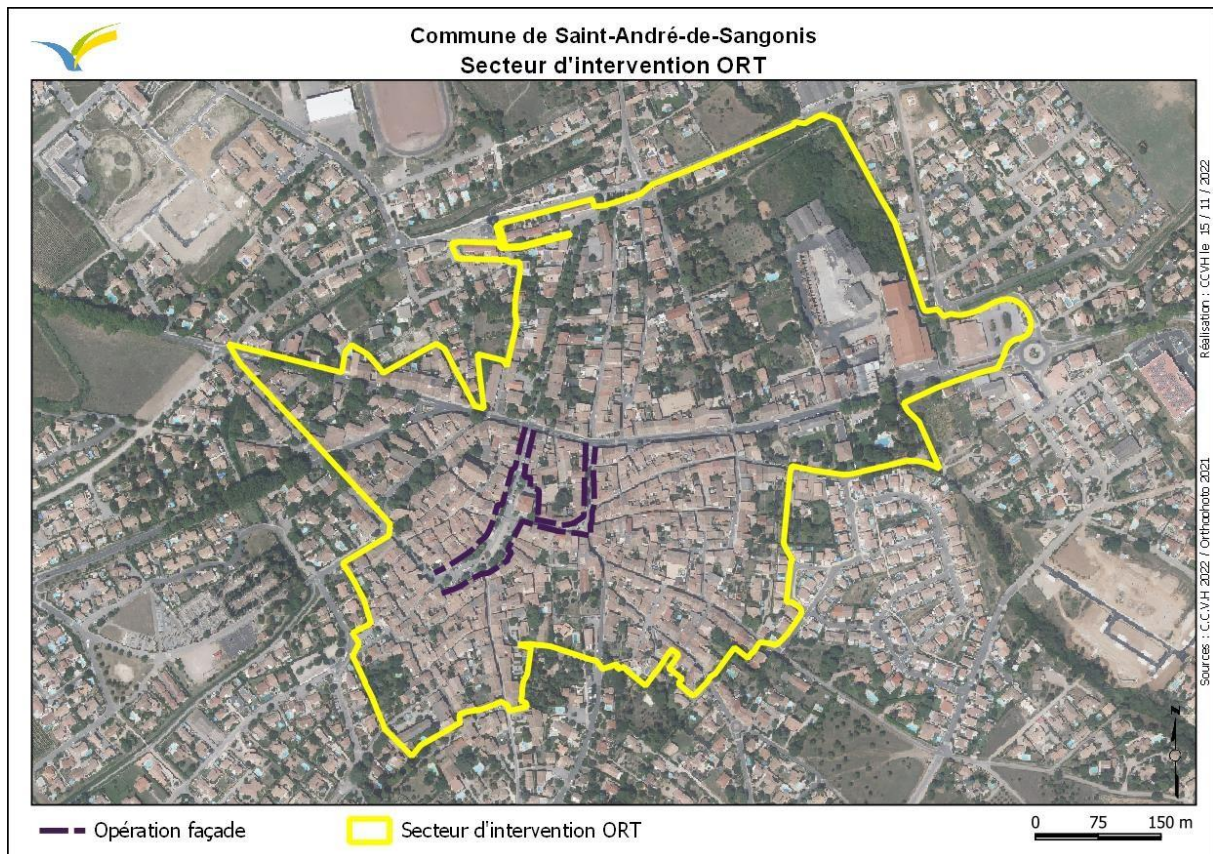 Commune de Saint-André-de-Sangonis
Secteur d'intervention ORT
Réalisation : CCVH le 15 / 11 / 2022
Sources : C.C.V.H 2022 / Orthophoto 2021
N
Opération façade
Secteur d'intervention ORT
0 75 150 m